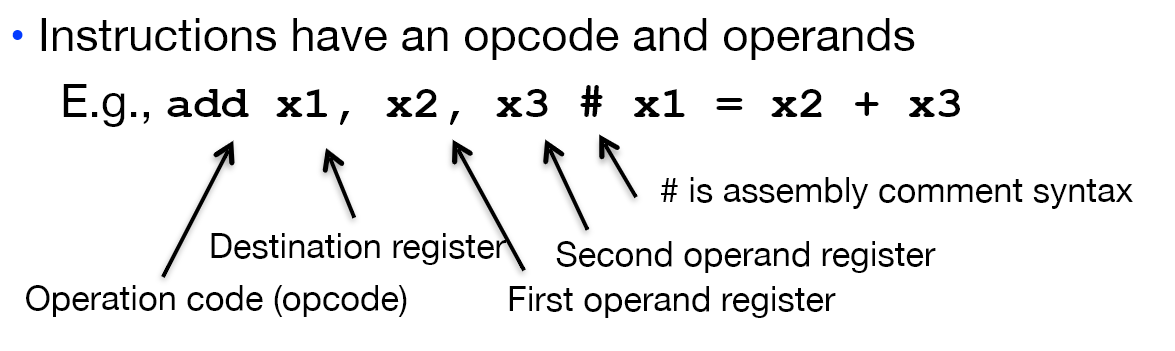 • Instructions have an opcode and operands
E.g., add x1, x2, x3 # x1 = x2 + x3
# is assembly comment syntax
Destination register
Second operand register
Operation code (opcode)
First operand register